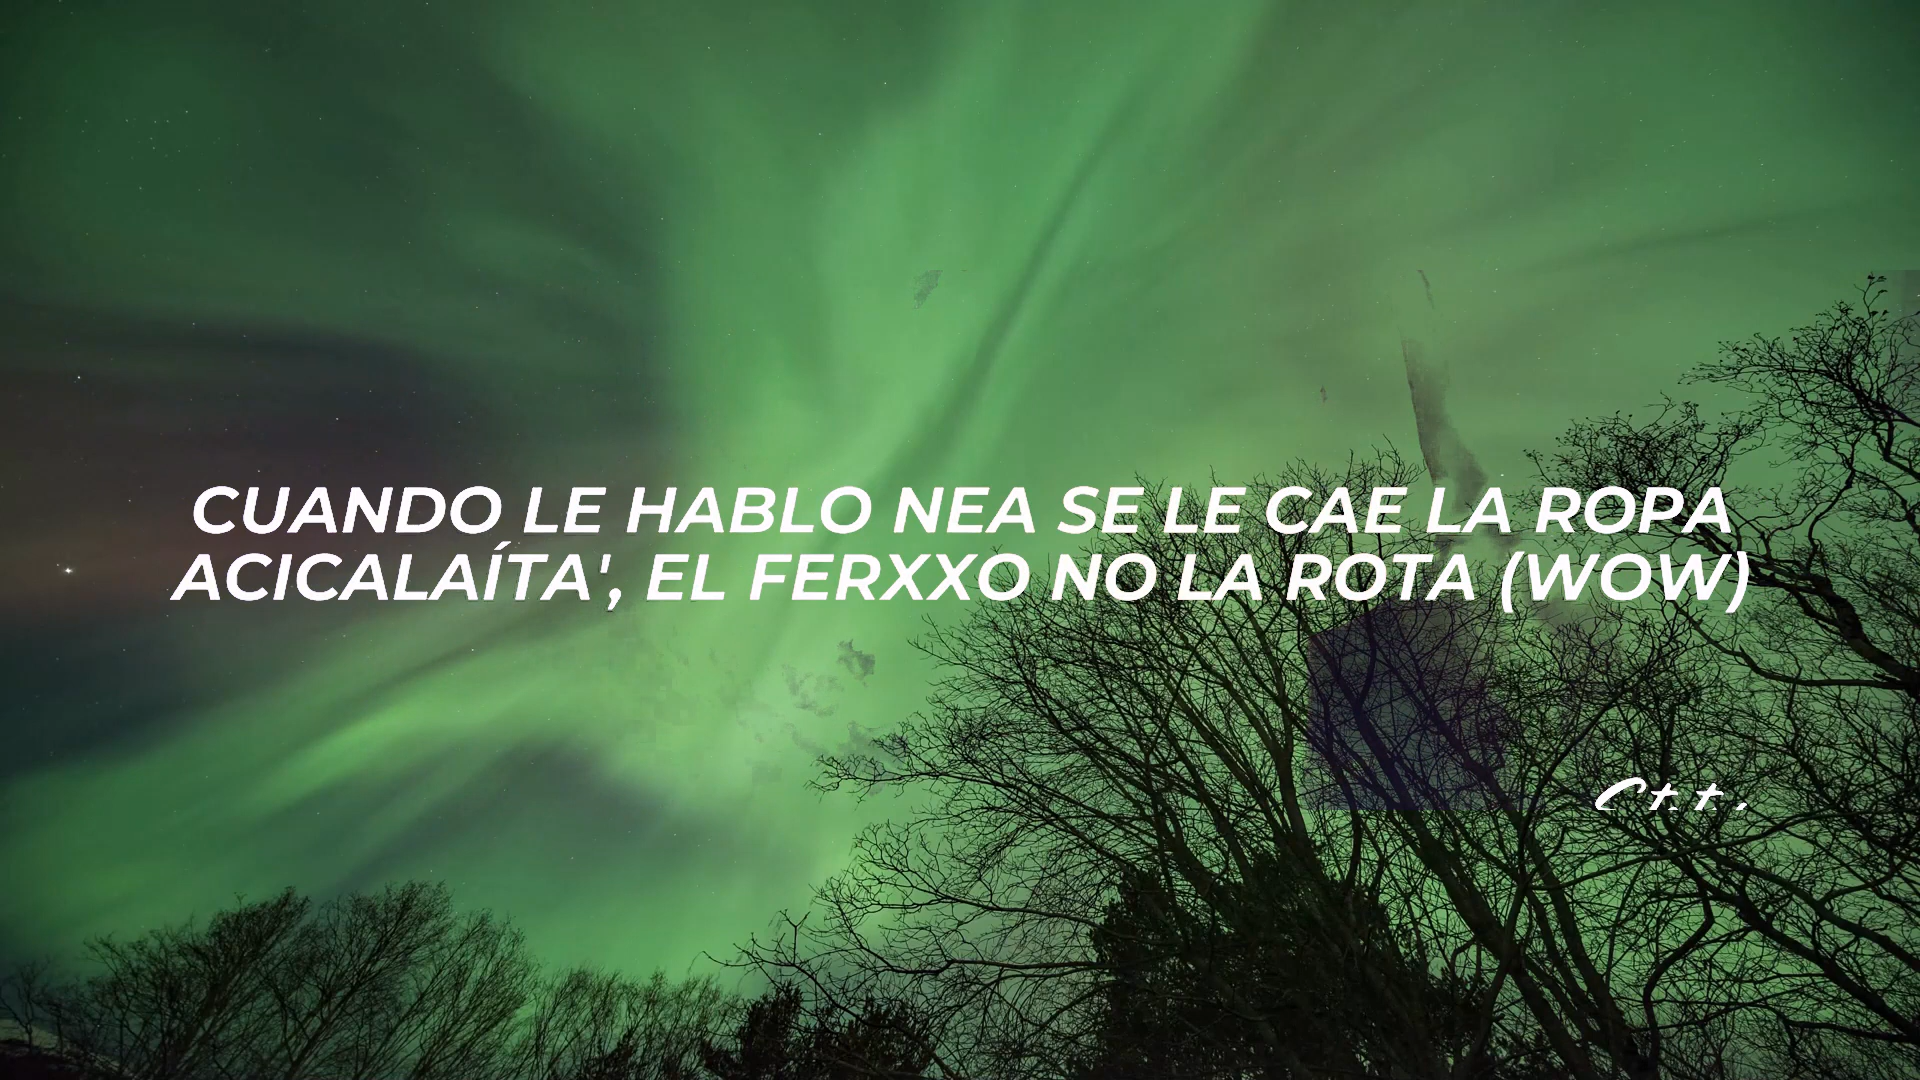 CUANDO LE HABLO NEA SE LE CAE LA ROPA
ACICALAÍTA', EL FERXXO NO LA ROTA (WOW)